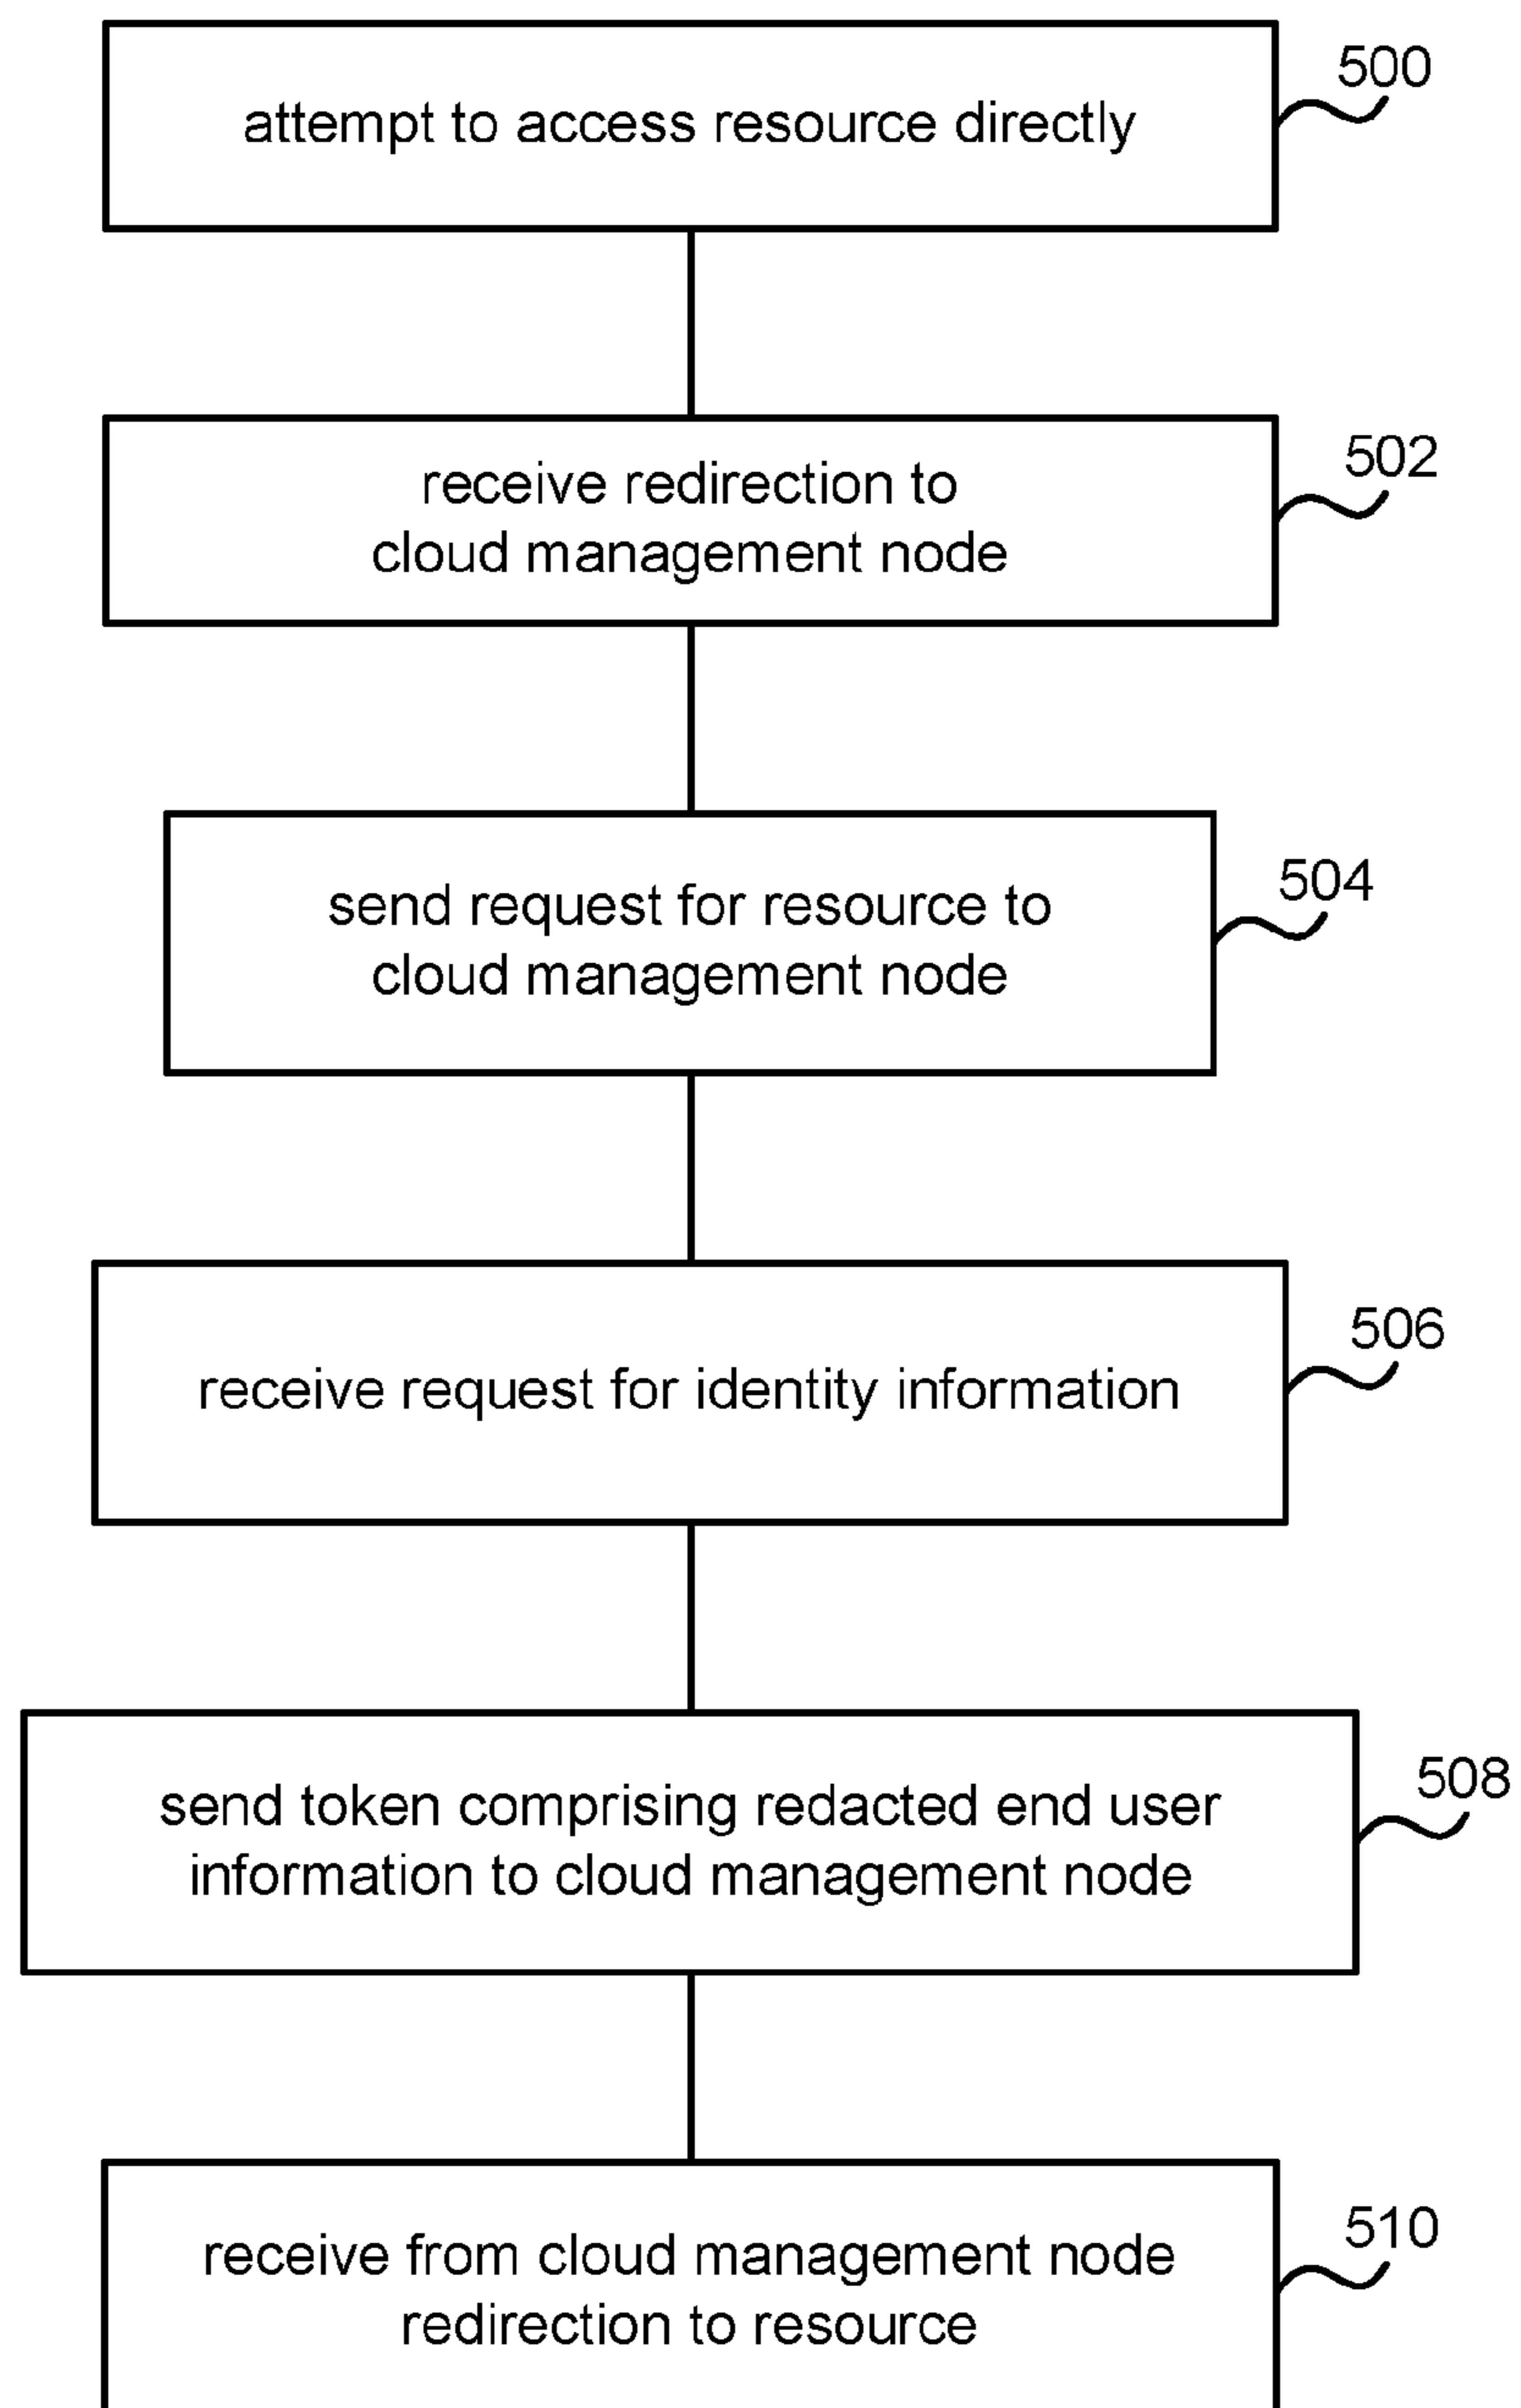 attempt to access resource directly
500
receive redirection to
cloud management node
502
send request for resource to
cloud management node
504
receive request for identity information
506
send token comprising redacted end user
information to cloud management node
508
receive from cloud management node
redirection to resource
510